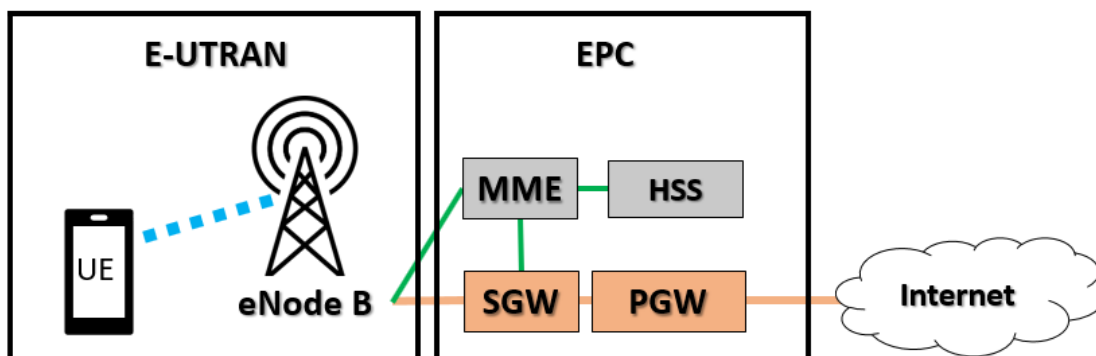 E-UTRAN
EPC
MME
HSS
UE
eNode B
SGW
PGW
Internet